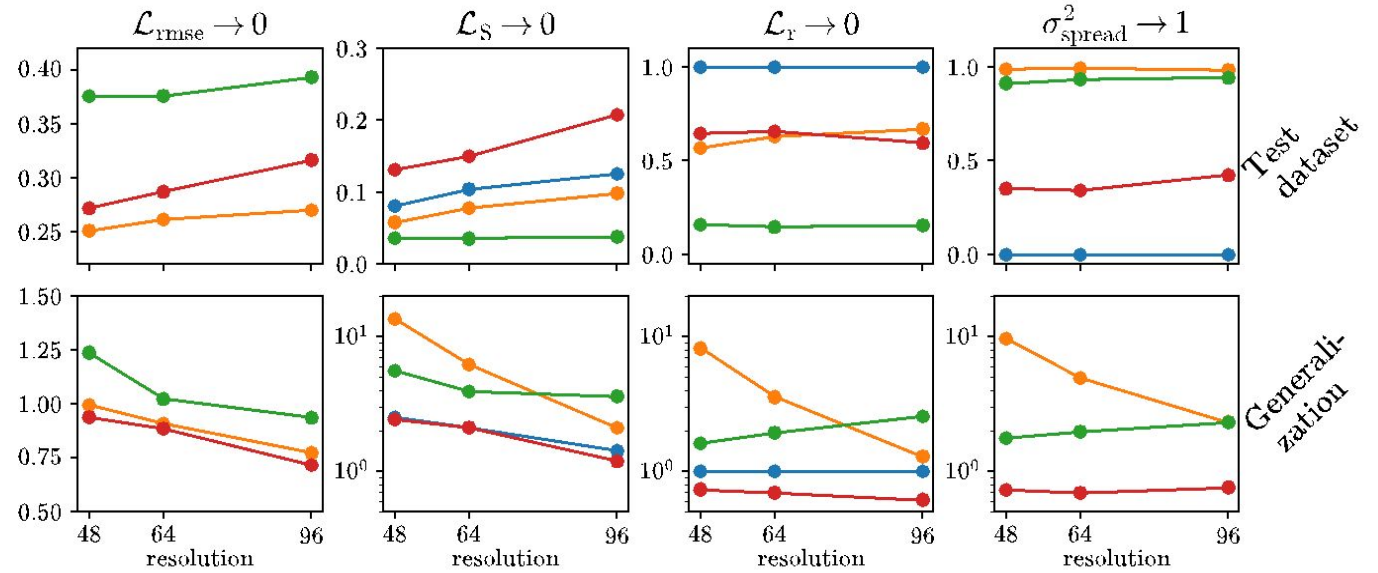 ℒrmse → 0
ℒS → 0
ℒr → 0
σ²spread → 1
0.40
0.35
0.30
0.25
0.3
0.2
0.1
0.0
1.0
0.5
0.0
1.0
0.5
0.0
Test
dataset
1.50
1.25
1.00
0.75
0.50
10¹
10⁰
10¹
10⁰
10¹
10⁰
Generali-
zation
48 64 96
48 64 96
48 64 96
48 64 96
resolution
resolution
resolution
resolution